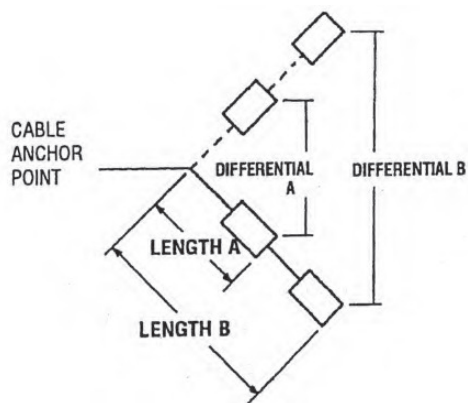 CABLE
ANCHOR
POINT
DIFFERENTIAL
A
DIFFERENTIAL B
LENGTH A
LENGTH B